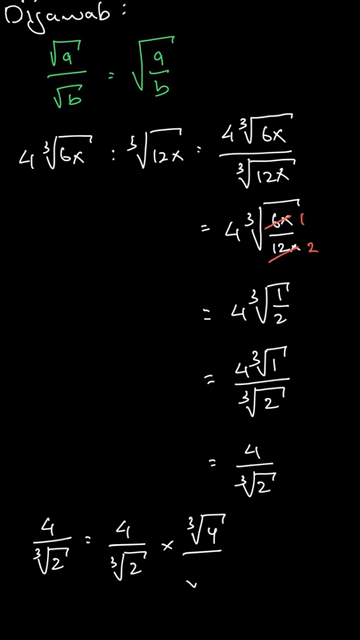 Dijawab:
√a/√b = √(a/b)
4∛6x : ∛12x = 4∛6x/∛12x
= 4∛(6x/12x) 1 2
= 4∛(1/2)
= 4∛1/∛2
= 4/∛2
4/∛2 = 4/∛2 × ∛4/